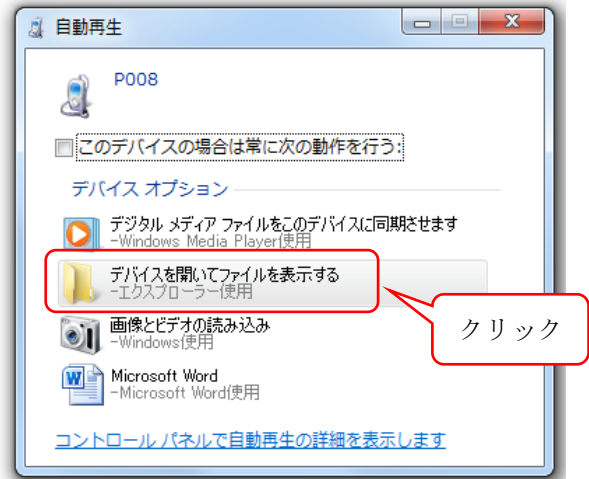 自動再生
P008
このデバイスの場合は常に次の動作を行う:
デバイス オプション
デジタル メディア ファイルをこのデバイスに同期させます
-Windows Media Player使用
デバイスを開いてファイルを表示する
-エクスプローラー使用
クリック
画像とビデオの読み込み
-Windows使用
Microsoft Word
-Microsoft Word使用
コントロール パネルで自動再生の詳細を表示します